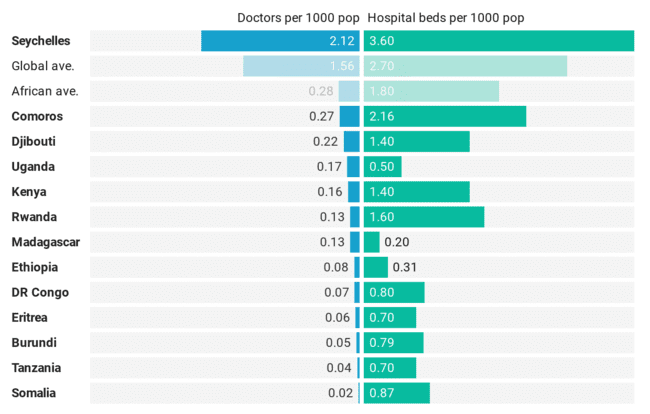 Doctors per 1000 pop Hospital beds per 1000 pop
Seychelles 2.12 3.60
Global ave. 1.56 2.70
African ave. 0.28 1.80
Comoros 0.27 2.16
Djibouti 0.22 1.40
Uganda 0.17 0.50
Kenya 0.16 1.40
Rwanda 0.13 1.60
Madagascar 0.13 0.20
Ethiopia 0.08 0.31
DR Congo 0.07 0.80
Eritrea 0.06 0.70
Burundi 0.05 0.79
Tanzania 0.04 0.70
Somalia 0.02 0.87